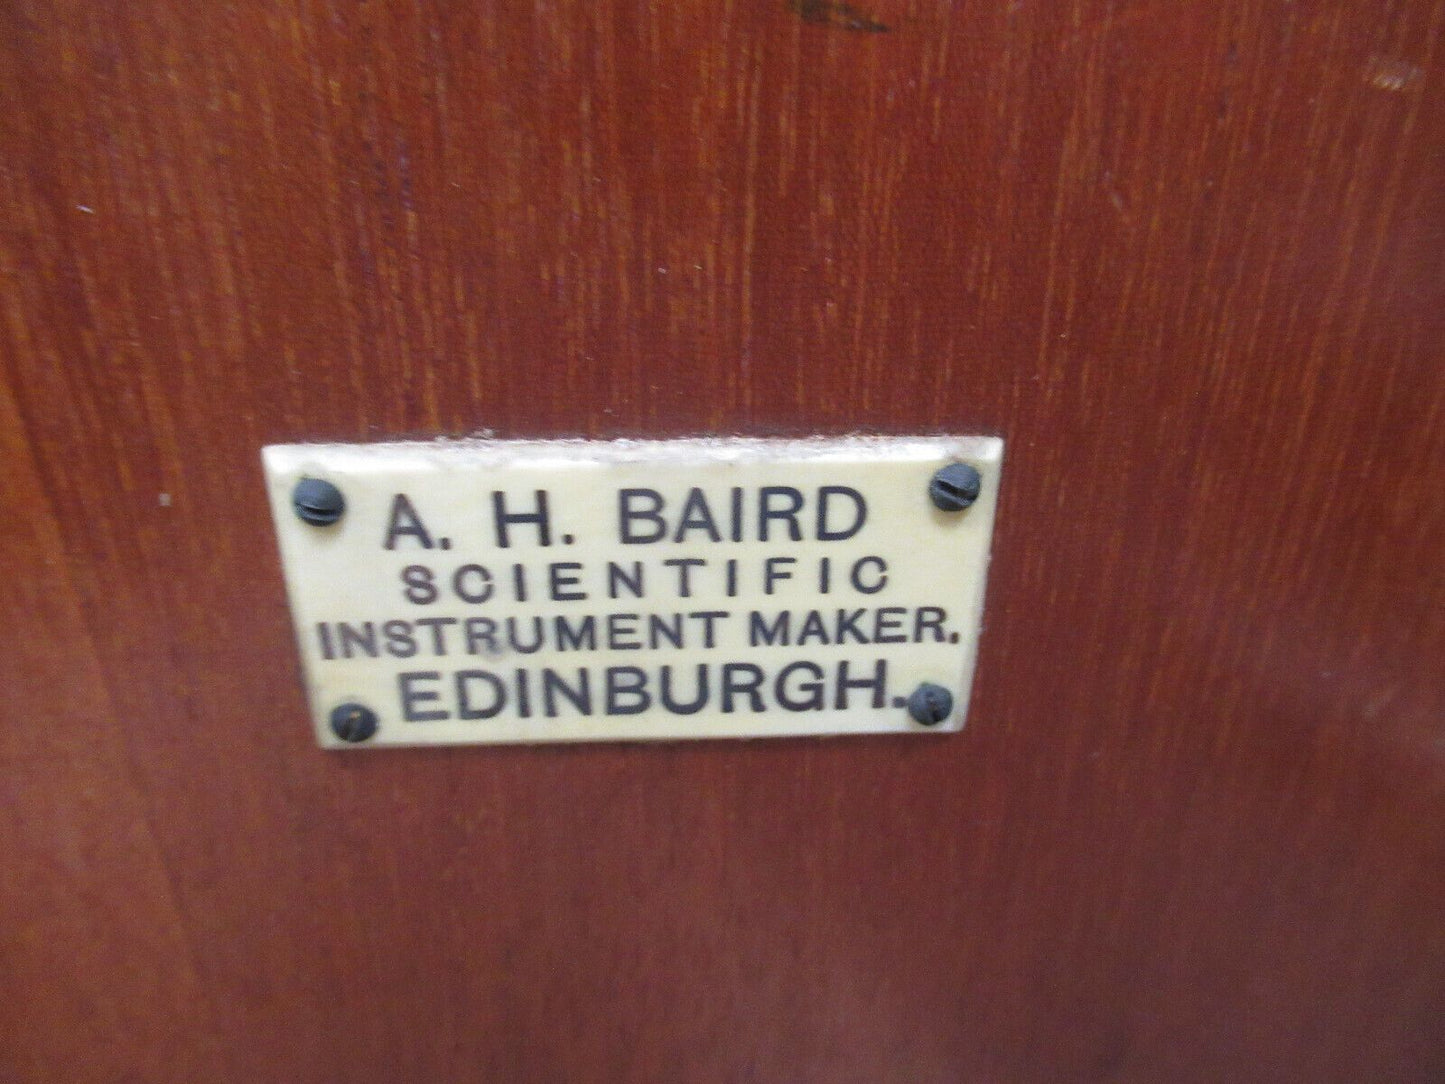 A. H. BAIRD
SCIENTIFIC
INSTRUMENT MAKER.
EDINBURGH.